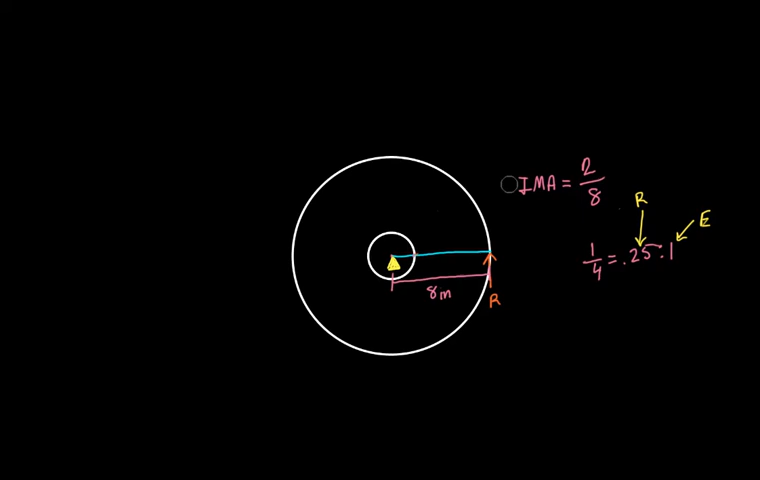 IMA = 2/8
R
E
1/4 = .25 : 1
8m
R